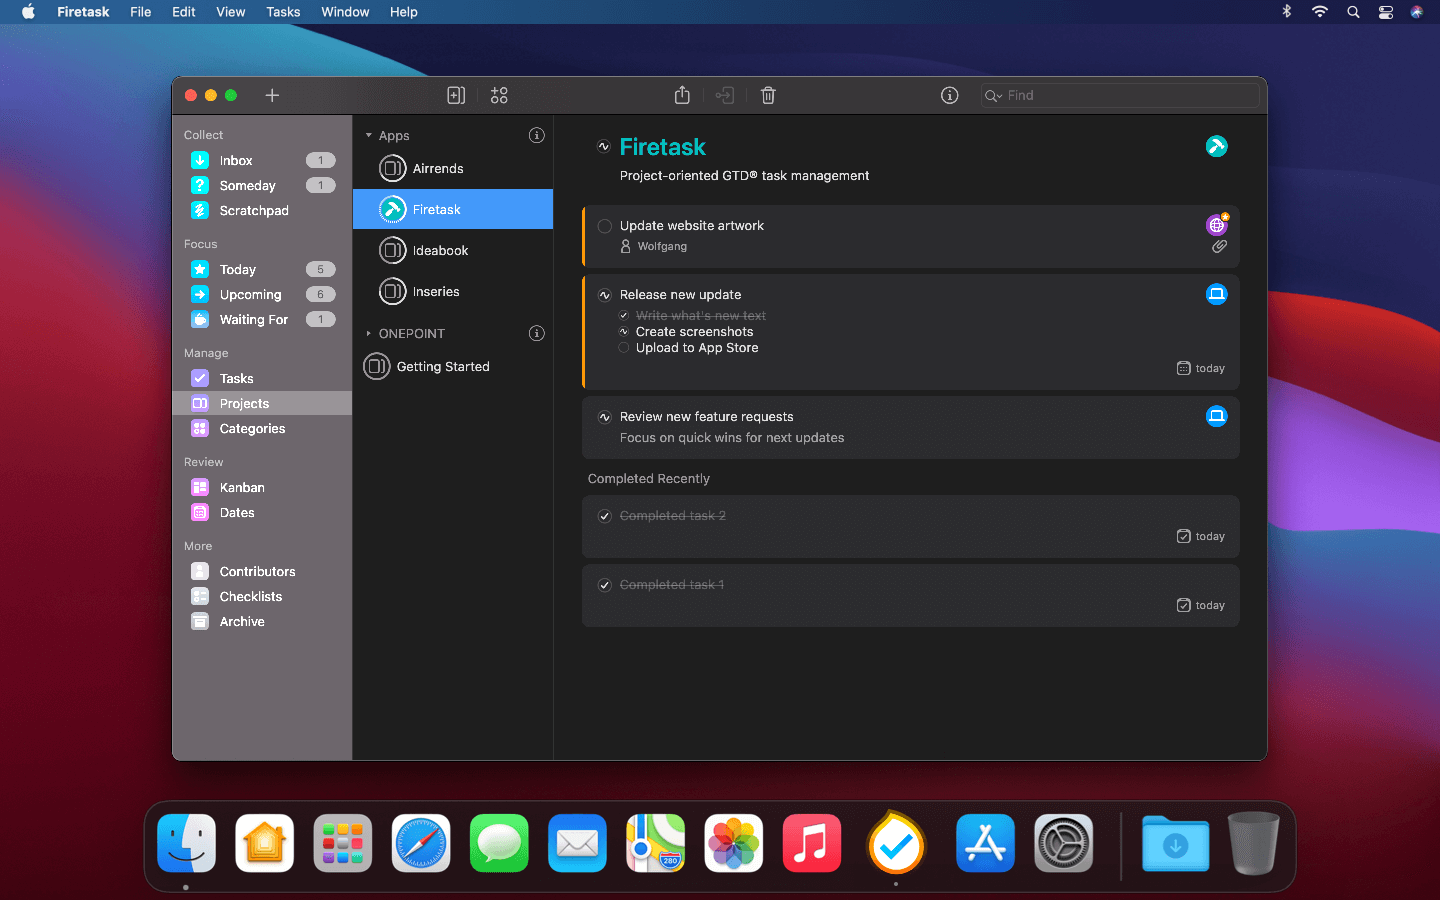 Firetask File Edit View Tasks Window Help
Find
Collect
Inbox 1
Someday 1
Scratchpad
Focus
Today 5
Upcoming 6
Waiting For 1
Manage
Tasks
Projects
Categories
Review
Kanban
Dates
More
Contributors
Checklists
Archive
Apps
Airrends
Firetask
Ideabook
Inseries
ONEPOINT
Getting Started
Firetask
Project-oriented GTD® task management
Update website artwork
Wolfgang
Release new update
Write what's new text
Create screenshots
Upload to App Store
today
Review new feature requests
Focus on quick wins for next updates
Completed Recently
Completed task 2
today
Completed task 1
today
280